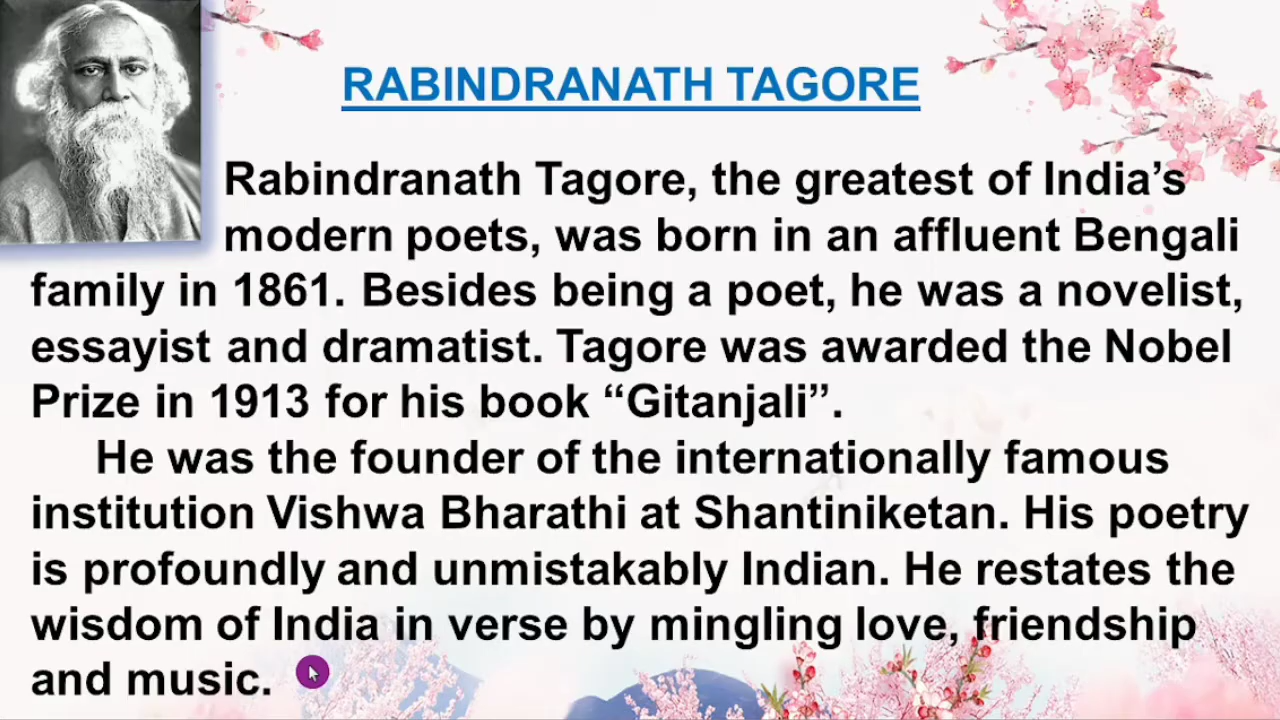 RABINDRANATH TAGORE
Rabindranath Tagore, the greatest of India’s
modern poets, was born in an affluent Bengali
family in 1861. Besides being a poet, he was a novelist,
essayist and dramatist. Tagore was awarded the Nobel
Prize in 1913 for his book “Gitanjali”.
He was the founder of the internationally famous
institution Vishwa Bharathi at Shantiniketan. His poetry
is profoundly and unmistakably Indian. He restates the
wisdom of India in verse by mingling love, friendship
and music.